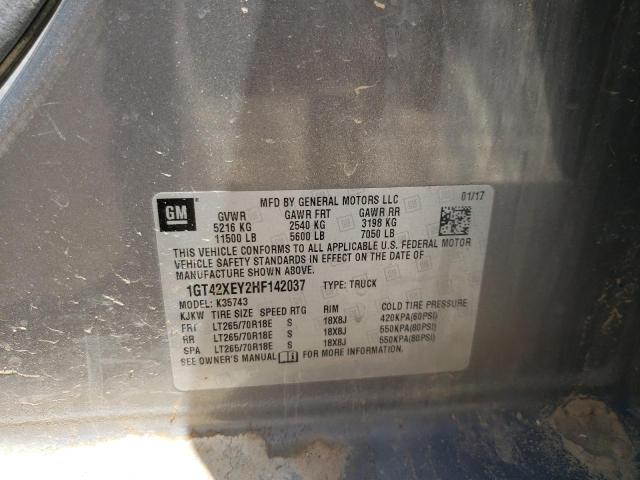 GM
MFD BY GENERAL MOTORS LLC 01/17
GVWR GAWR FRT GAWR RR
5216 KG 2540 KG 3198 KG
11500 LB 5600 LB 7050 LB
THIS VEHICLE CONFORMS TO ALL APPLICABLE U.S. FEDERAL MOTOR
VEHICLE SAFETY STANDARDS IN EFFECT ON THE DATE OF
MANUFACTURE SHOWN ABOVE.
1GT42XEY2HF142037 TYPE: TRUCK
MODEL: K35743
KJKW TIRE SIZE SPEED RTG RIM COLD TIRE PRESSURE
FRT LT265/70R18E S 18X8J 420KPA(60PSI)
RR LT265/70R18E S 18X8J 550KPA(80PSI)
SPA LT265/70R18E S 18X8J 550KPA(80PSI)
SEE OWNER'S MANUAL FOR MORE INFORMATION.